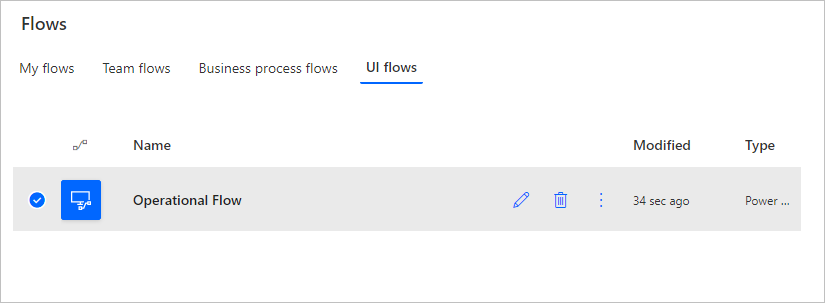 Flows
My flows Team flows Business process flows UI flows
Name Modified Type
Operational Flow 34 sec ago Power ...